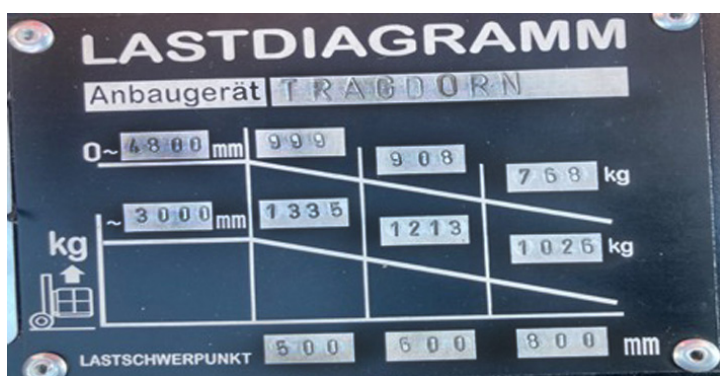 LASTDIAGRAMM
Anbaugerät TRAGDORN
0~ 4800 mm 999 908 768 kg
~ 3000 mm 1335 1213 1026 kg
kg
LASTSCHWERPUNKT 500 600 800 mm